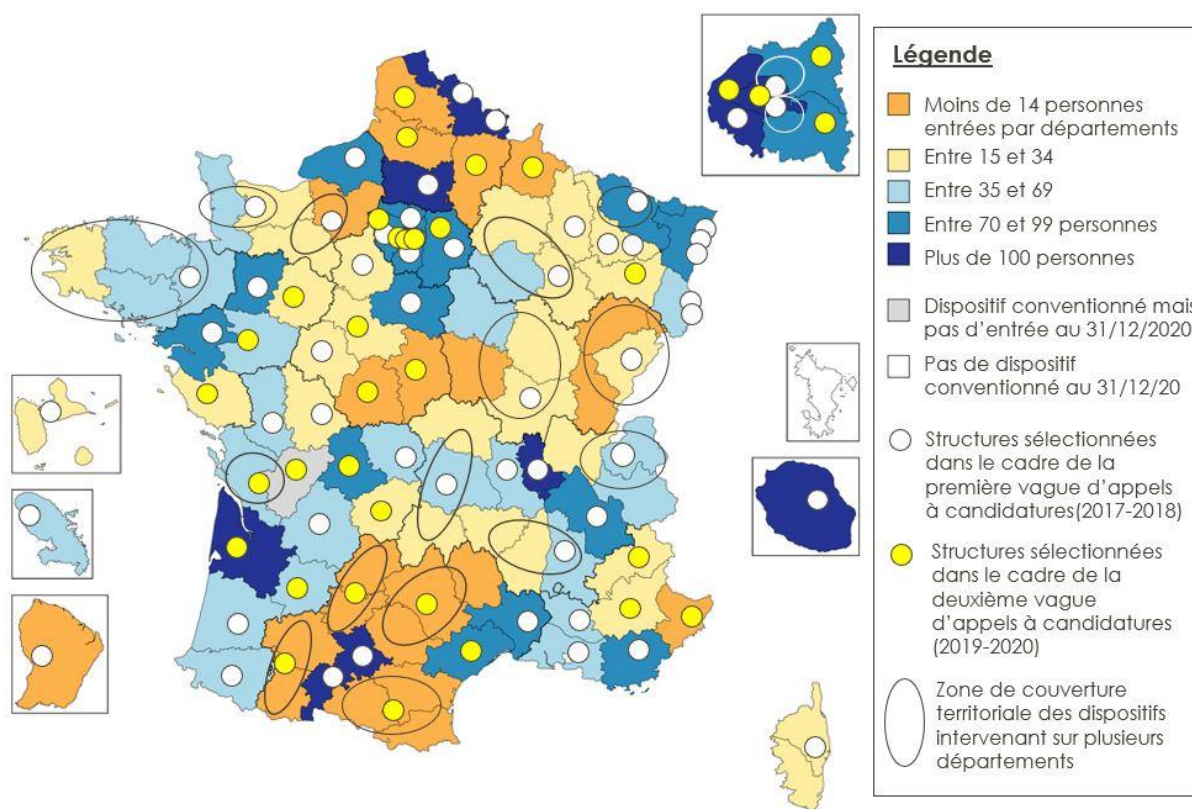 Légende
Moins de 14 personnes
entrées par départements
Entre 15 et 34
Entre 35 et 69
Entre 70 et 99 personnes
Plus de 100 personnes
Dispositif conventionné mais
pas d'entrée au 31/12/2020
Pas de dispositif
conventionné au 31/12/20
Structures sélectionnées
dans le cadre de la
première vague d'appels
à candidatures(2017-2018)
Structures sélectionnées
dans le cadre de la
deuxième vague
d'appels à candidatures
(2019-2020)
Zone de couverture
territoriale des dispositifs
intervenant sur plusieurs
départements